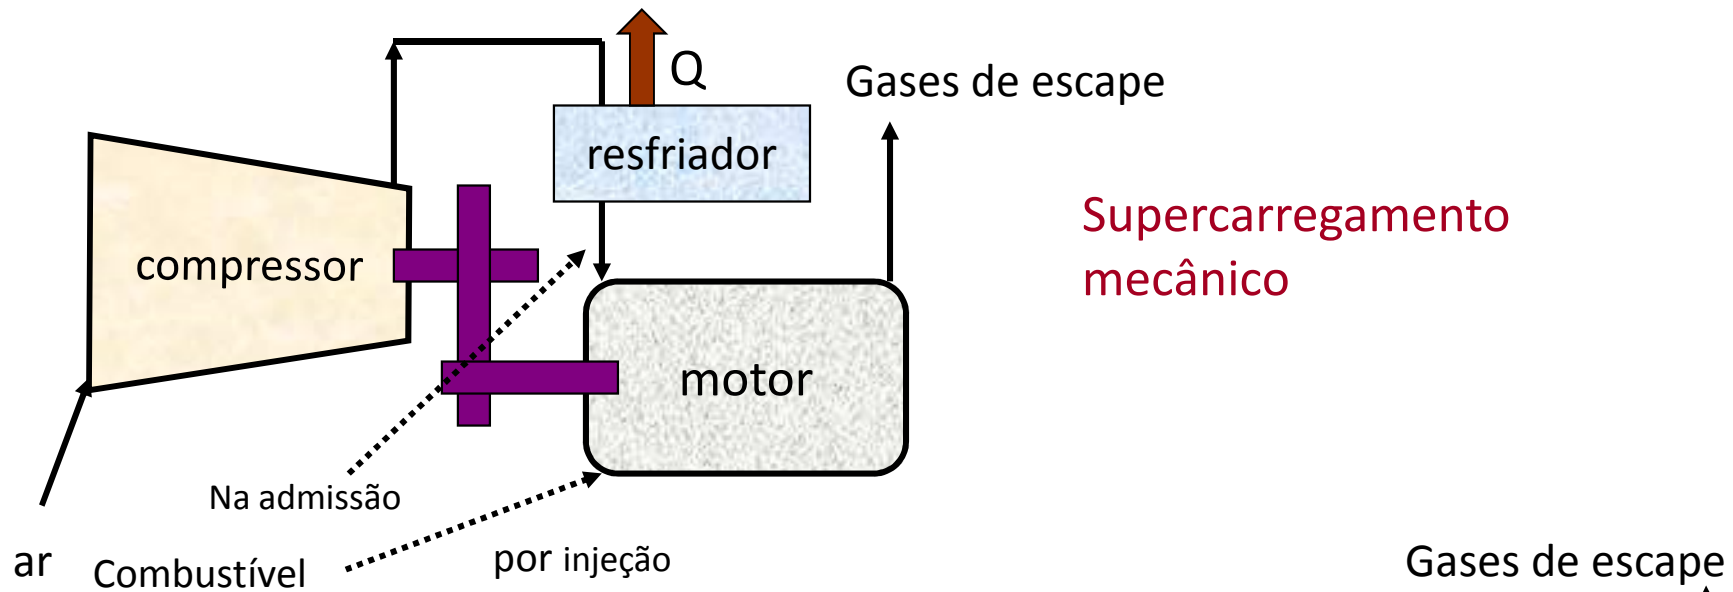 Q
Gases de escape
resfriador
Supercarregamento
mecânico
compressor
motor
Na admissão
ar
Combustível
por injeção
Gases de escape